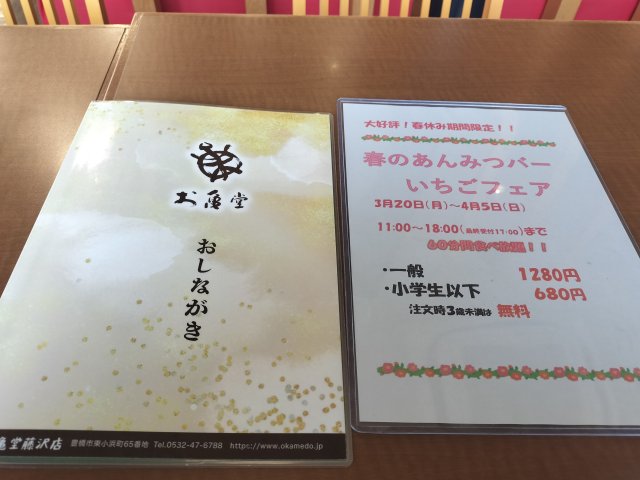 お亀堂
おしながき
亀堂藤沢店 豊橋市東小浜町65番地 Tel.0532-47-6788 https://www.okamedo.jp
大好評!春休み期間限定!!
春のあんみつバー
いちごフェア
3月20日(月)~4月5日(日)
11:00~18:00(最終受付17:00)まで
60分間食べ放題!!
・一般 1280円
・小学生以下 680円
注文時3歳未満は 無料